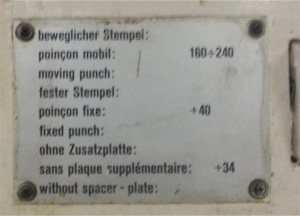 beweglicher Stempel:
poinçon mobil: 160÷240
moving punch:
fester Stempel:
poinçon fixe: +40
fixed punch:
ohne Zusatzplatte:
sans plaque supplémentaire: +34
without spacer - plate: